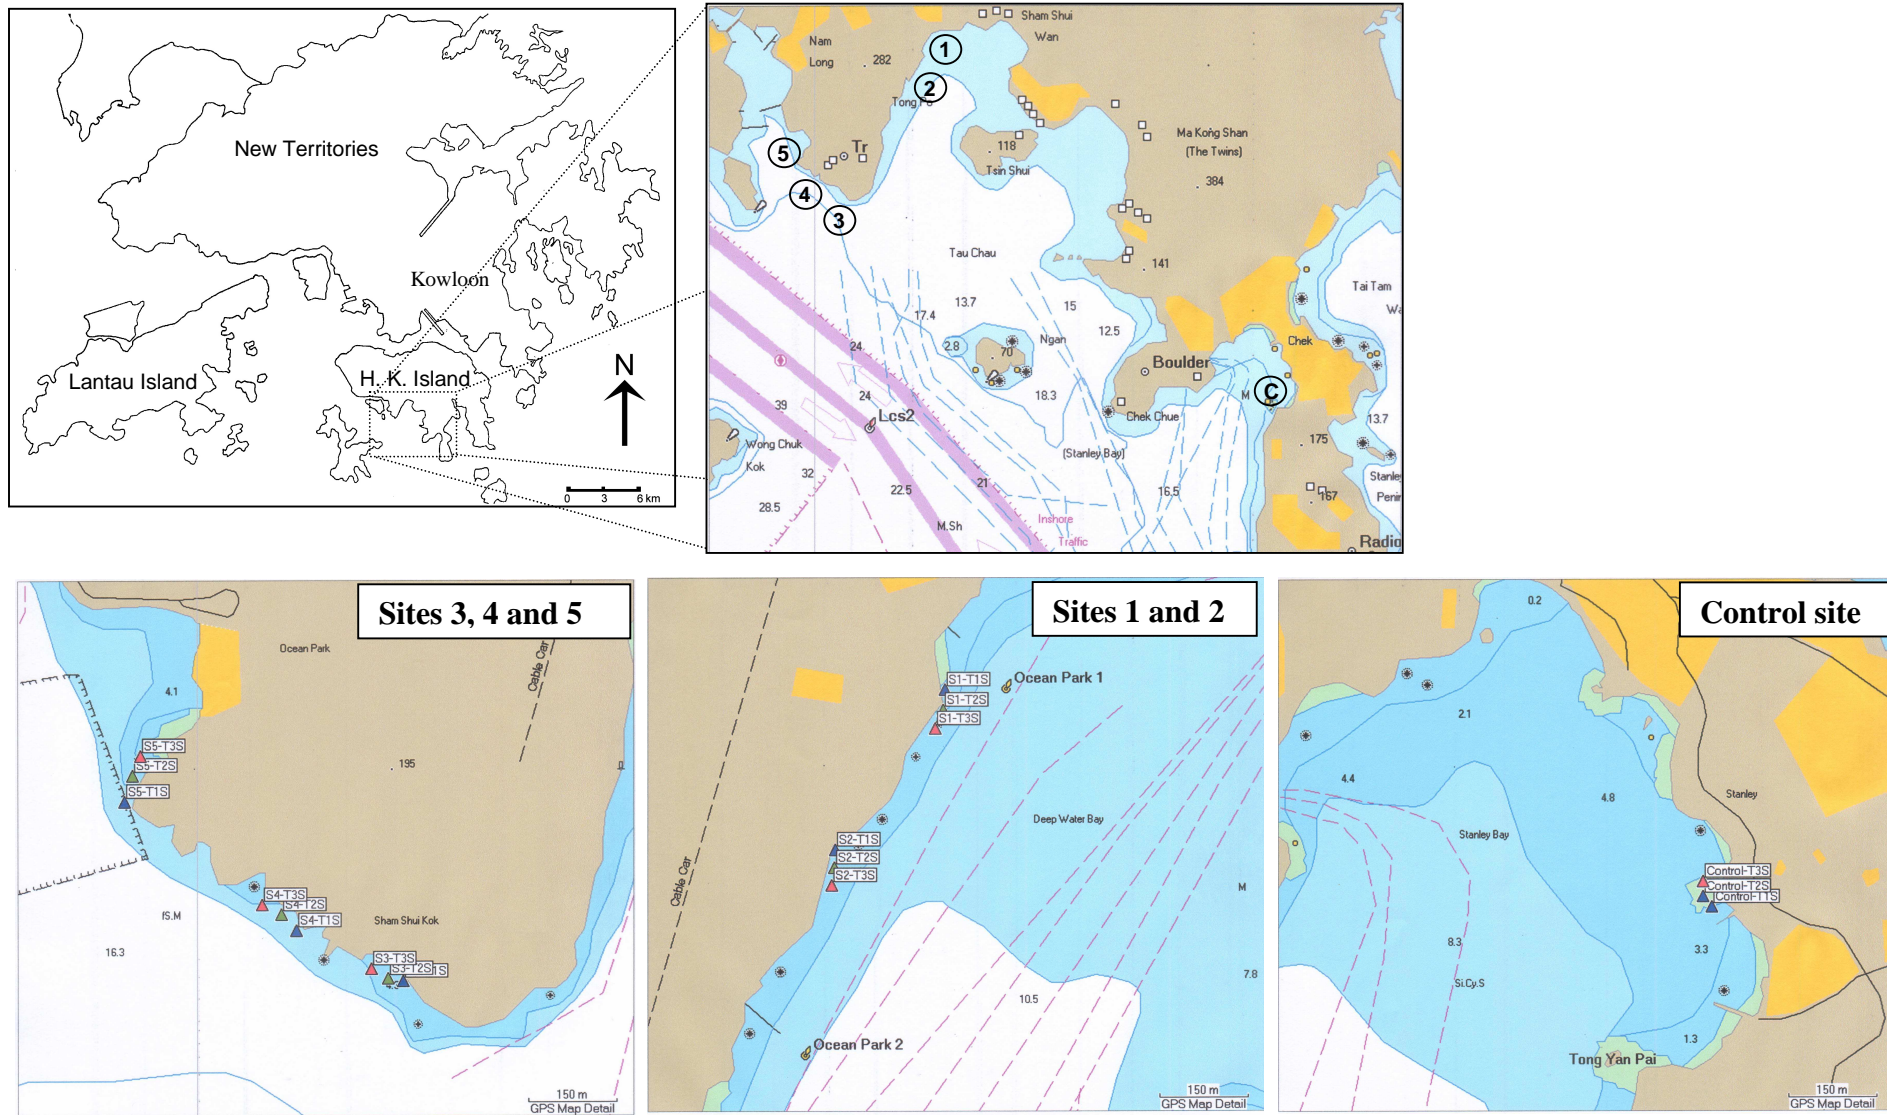 New Territories
Kowloon
Lantau Island
H. K. Island
N
0 3 6 km
Sham Shui
Wan
Nam
Long
282
1
2
Tong Po
5
Tr
118
Tsin Shui
Ma Kong Shan
(The Twins)
384
4
3
Tau Chau
141
Tai Tam
Wa
13.7
15
17.4
12.5
2.8
Ngan
70
24
Boulder
Chek
C
M
39
24
Lcs2
18.3
Chek Chue
13.7
Wong Chuk
Kok
(Stanley Bay)
175
32
22.5
21
16.5
Stanley
Penin
167
28.5
M.Sh
Inshore
Traffic
Radio
Sites 3, 4 and 5
Ocean Park
Cable Car
4.1
S5-T3S
S5-T2S
S5-T1S
195
S4-T3S
S4-T2S
S4-T1S
fS.M
Sham Shui Kok
16.3
S3-T3S
S3-T2S
1S
150 m
GPS Map Detail
Sites 1 and 2
S1-T1S
S1-T2S
S1-T3S
Ocean Park 1
Deep Water Bay
S2-T1S
S2-T2S
S2-T3S
Cable Car
M
7.8
10.5
Ocean Park 2
150 m
GPS Map Detail
Control site
0.2
2.1
4.4
4.8
Stanley
Stanley Bay
Control-T3S
Control-T2S
Control-T1S
8.3
3.3
Si.Cy.S
1.3
Tong Yan Pai
150 m
GPS Map Detail